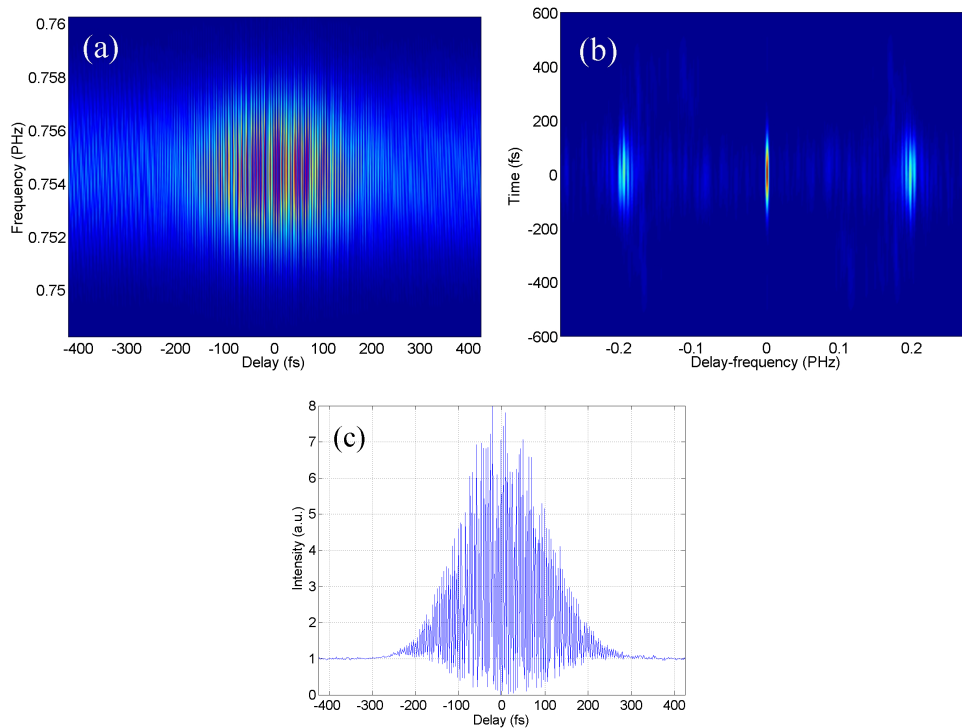 (a)
Frequency (PHz)
0.76
0.758
0.756
0.754
0.752
0.75
-400 -300 -200 -100 0 100 200 300 400
Delay (fs)
(b)
Time (fs)
600
400
200
0
-200
-400
-600
-0.2 -0.1 0 0.1 0.2
Delay-frequency (PHz)
(c)
Intensity (a.u.)
8
7
6
5
4
3
2
1
0
-400 -300 -200 -100 0 100 200 300 400
Delay (fs)